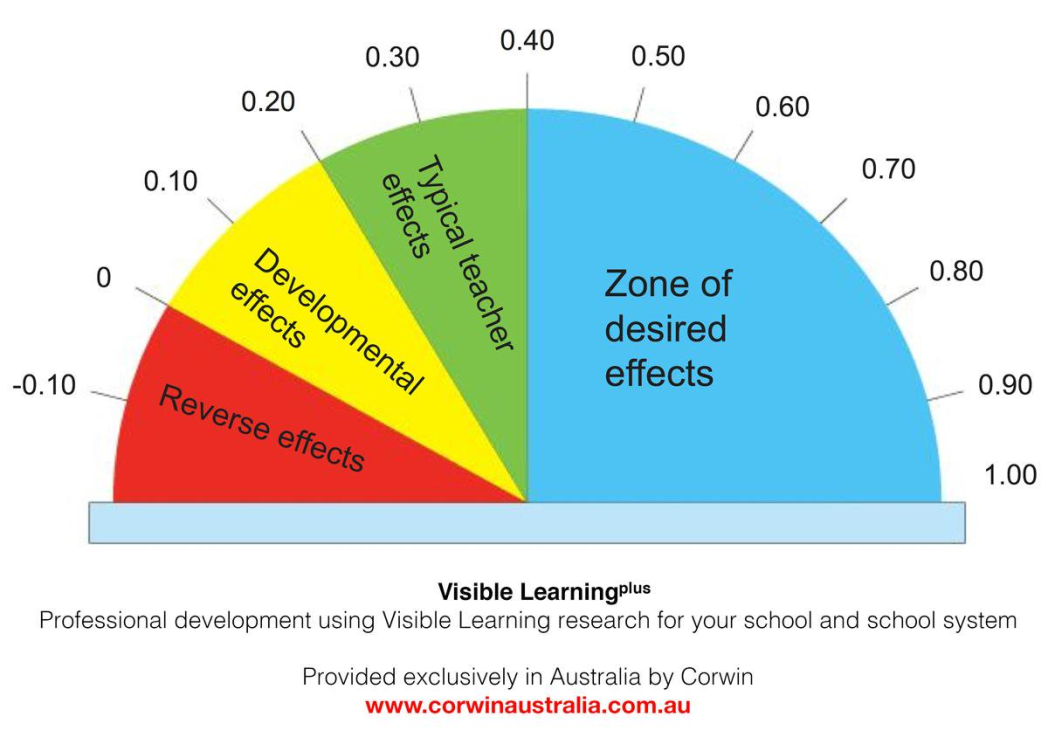 0.40
0.30
0.50
0.20
0.60
0.10
0.70
0
0.80
-0.10
0.90
1.00
Reverse effects
Developmental
effects
Typical teacher
effects
Zone of
desired
effects
Visible Learningplus
Professional development using Visible Learning research for your school and school system
Provided exclusively in Australia by Corwin
www.corwinaustralia.com.au